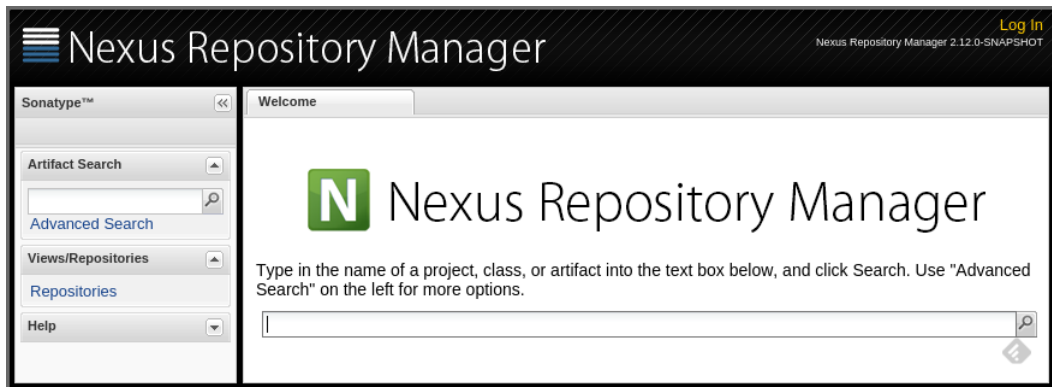 Nexus Repository Manager
Log In
Nexus Repository Manager 2.12.0-SNAPSHOT
Sonatype™
Welcome
Artifact Search
Advanced Search
Views/Repositories
Repositories
Help
N Nexus Repository Manager
Type in the name of a project, class, or artifact into the text box below, and click Search. Use "Advanced
Search" on the left for more options.